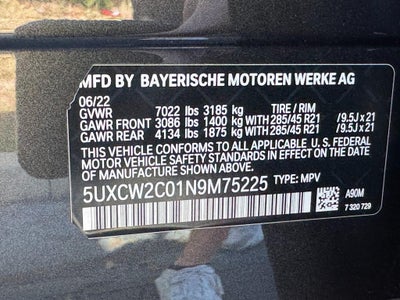 MFD BY BAYERISCHE MOTOREN WERKE AG
06/22
GVWR 7022 lbs 3185 kg TIRE / RIM
GAWR FRONT 3086 lbs 1400 kg WITH 285/45 R21 /9.5J x 21
GAWR REAR 4134 lbs 1875 kg WITH 285/45 R21 /9.5J x 21
THIS VEHICLE CONFORMS TO ALL APPLICABLE U. S. FEDERAL
MOTOR VEHICLE SAFETY STANDARDS IN EFFECT ON THE
DATE OF MANUFACTURE SHOWN ABOVE.
5UXCW2C01N9M75225 TYPE: MPV
A90M
7 320 729